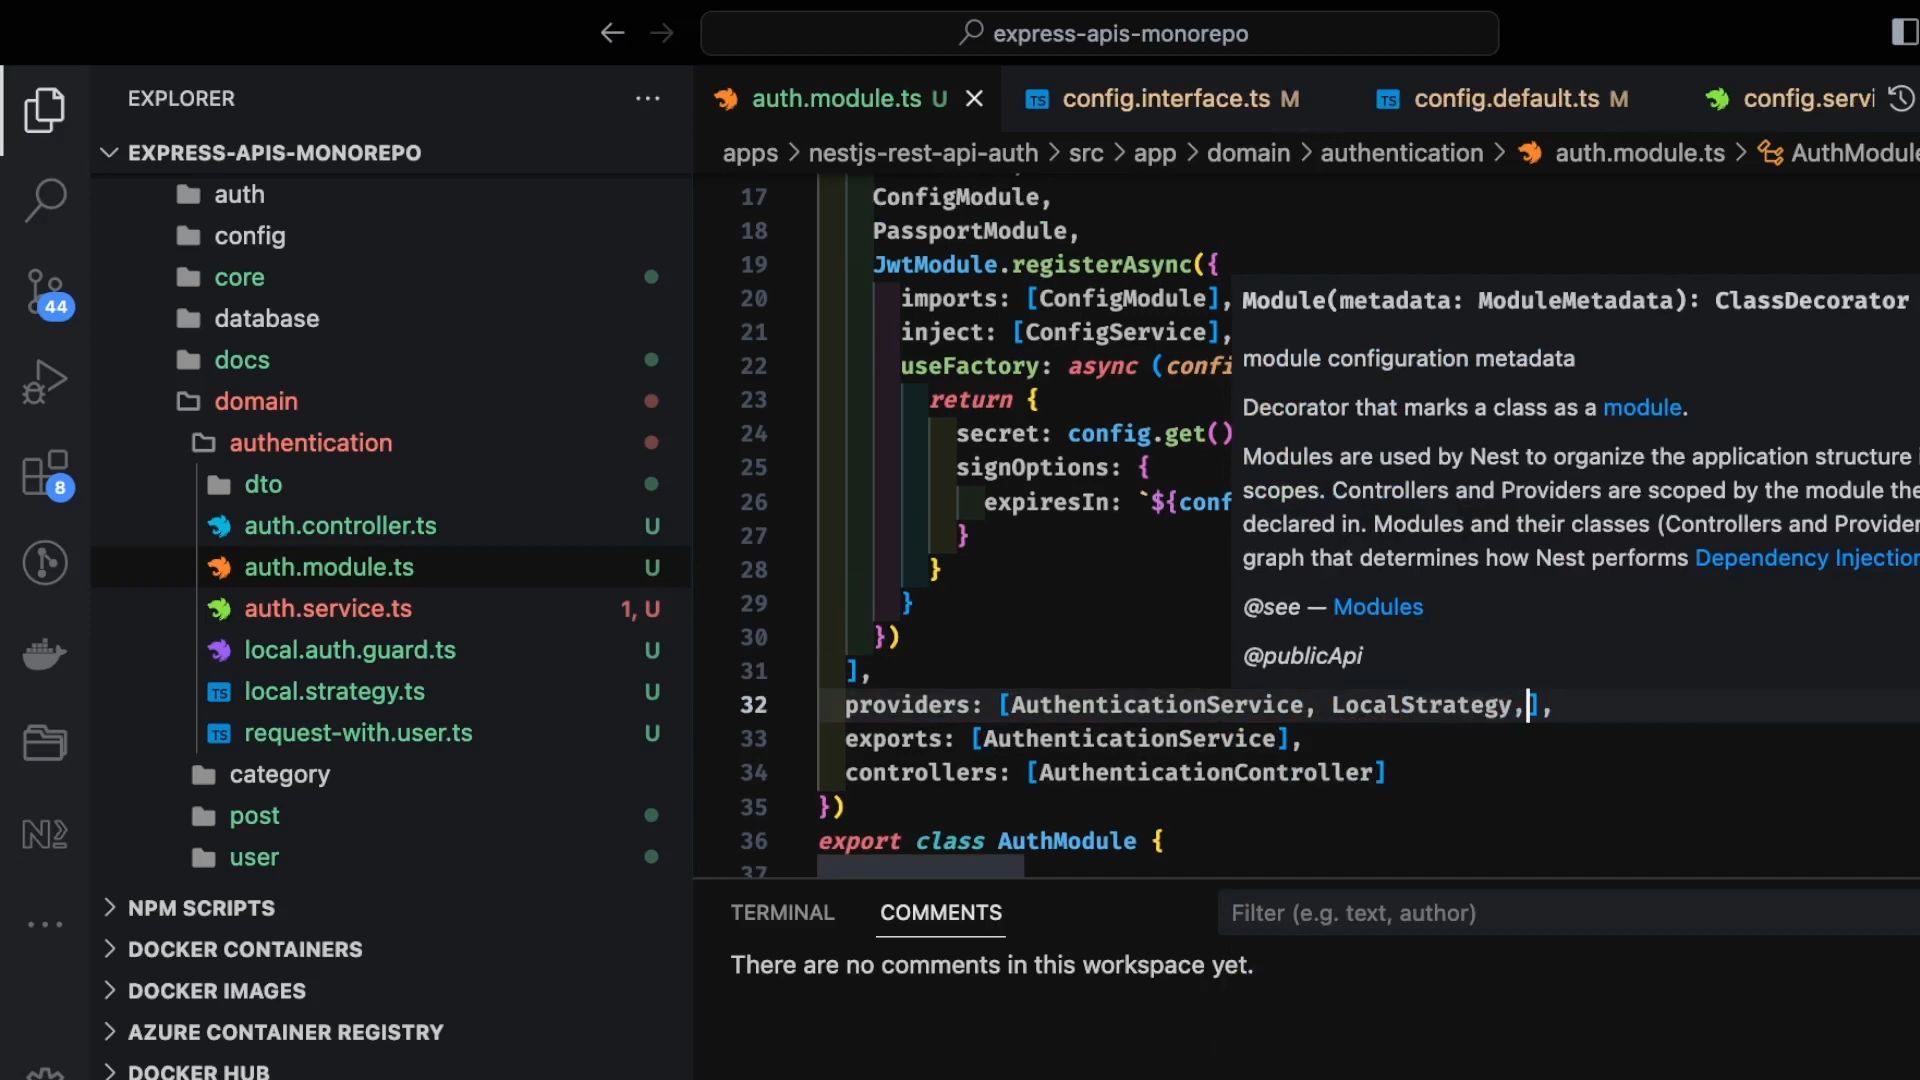 express-apis-monorepo
EXPLORER
EXPRESS-APIS-MONOREPO
auth
config
core
database
docs
domain
authentication
dto
auth.controller.ts U
auth.module.ts U
auth.service.ts 1, U
local.auth.guard.ts U
local.strategy.ts U
request-with.user.ts U
category
post
user
NPM SCRIPTS
DOCKER CONTAINERS
DOCKER IMAGES
AZURE CONTAINER REGISTRY
DOCKER HUB
44
8
auth.module.ts U
config.interface.ts M
config.default.ts M
config.servi
apps > nestjs-rest-api-auth > src > app > domain > authentication > auth.module.ts > AuthModule
17 ConfigModule,
18 PassportModule,
19 JwtModule.registerAsync({
20 imports: [ConfigModule],
21 inject: [ConfigService],
22 useFactory: async (confi
23 return {
24 secret: config.get()
25 signOptions: {
26 expiresIn: `${conf
27 }
28 }
29 }
30 })
31 ],
32 providers: [AuthenticationService, LocalStrategy,],
33 exports: [AuthenticationService],
34 controllers: [AuthenticationController]
35 })
36 export class AuthModule {
37
Module(metadata: ModuleMetadata): ClassDecorator
module configuration metadata
Decorator that marks a class as a module.
Modules are used by Nest to organize the application structure
scopes. Controllers and Providers are scoped by the module the
declared in. Modules and their classes (Controllers and Provider
graph that determines how Nest performs Dependency Injection
@see — Modules
@publicApi
TERMINAL
COMMENTS
Filter (e.g. text, author)
There are no comments in this workspace yet.